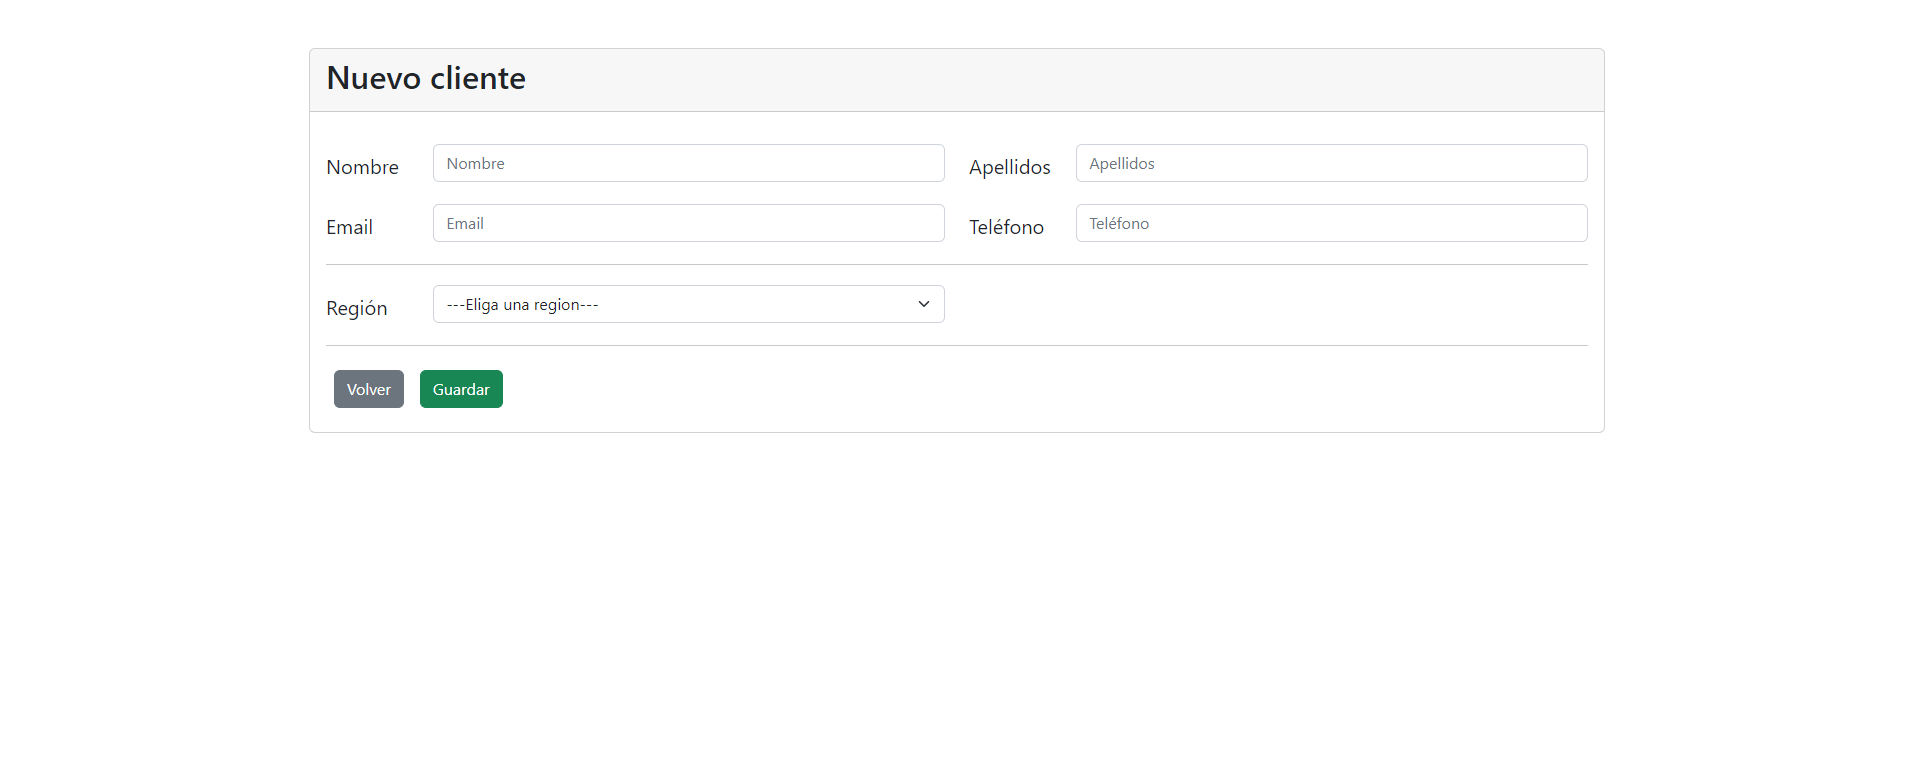 Nuevo cliente
Nombre Nombre Apellidos Apellidos
Email Email Teléfono Teléfono
Región ---Eliga una region---
Volver Guardar